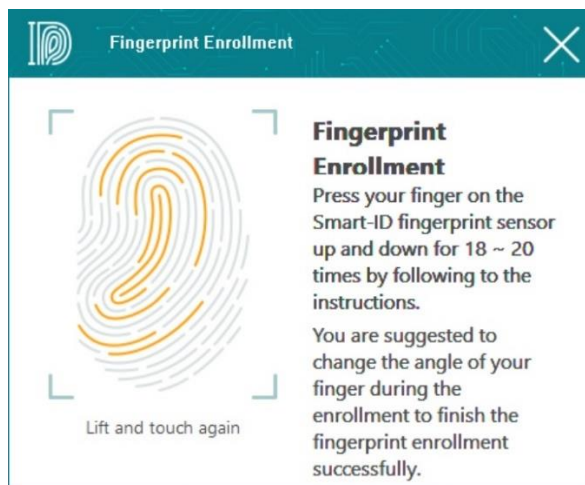 Fingerprint Enrollment
Fingerprint
Enrollment
Press your finger on the
Smart-ID fingerprint sensor
up and down for 18 ~ 20
times by following to the
instructions.
You are suggested to
change the angle of your
finger during the
enrollment to finish the
fingerprint enrollment
successfully.
Lift and touch again